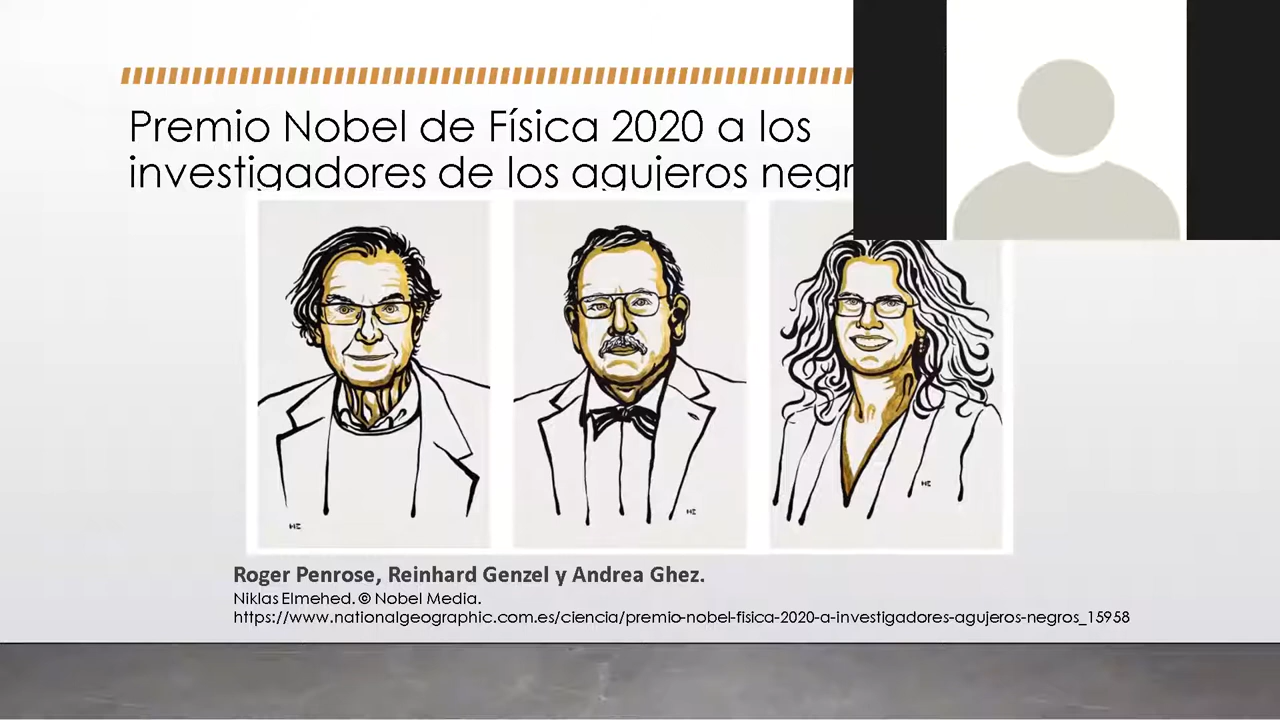 Premio Nobel de Física 2020 a los
investigadores de los agujeros negr
Roger Penrose, Reinhard Genzel y Andrea Ghez.
Niklas Elmehed. © Nobel Media.
https://www.nationalgeographic.com.es/ciencia/premio-nobel-fisica-2020-a-investigadores-agujeros-negros_15958